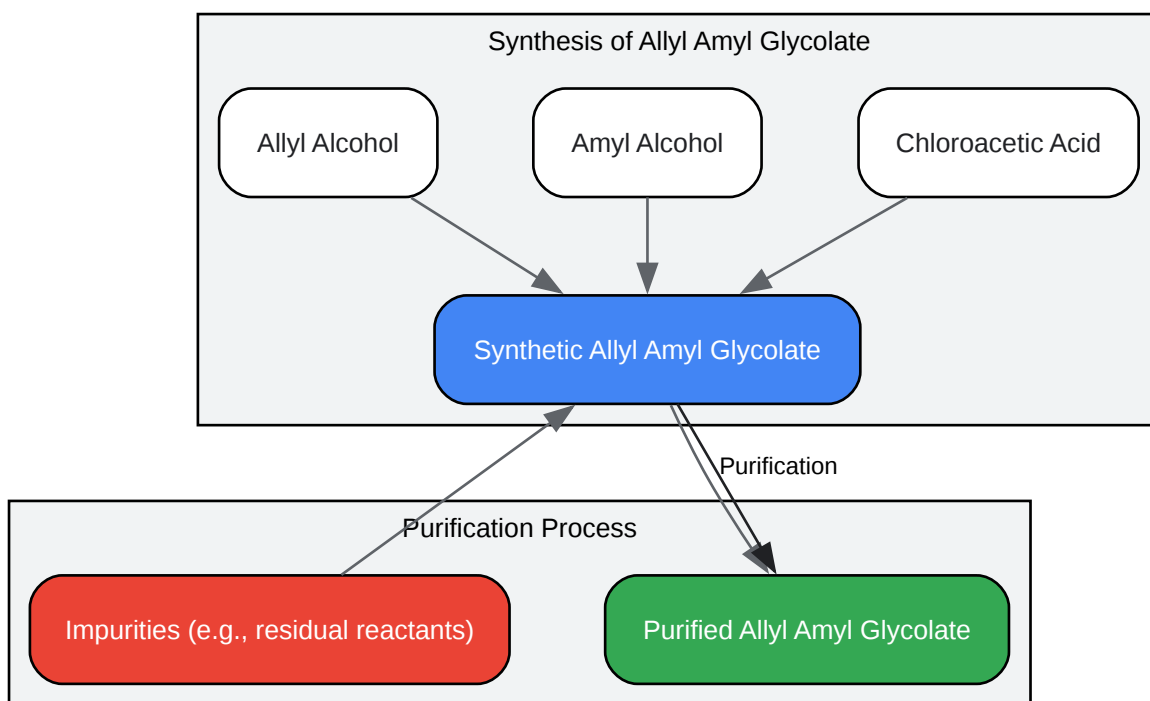 Synthesis of Allyl Amyl Glycolate
Allyl Alcohol
Amyl Alcohol
Chloroacetic Acid
Synthetic Allyl Amyl Glycolate
Purification
Purification Process
Impurities (e.g., residual reactants)
Purified Allyl Amyl Glycolate